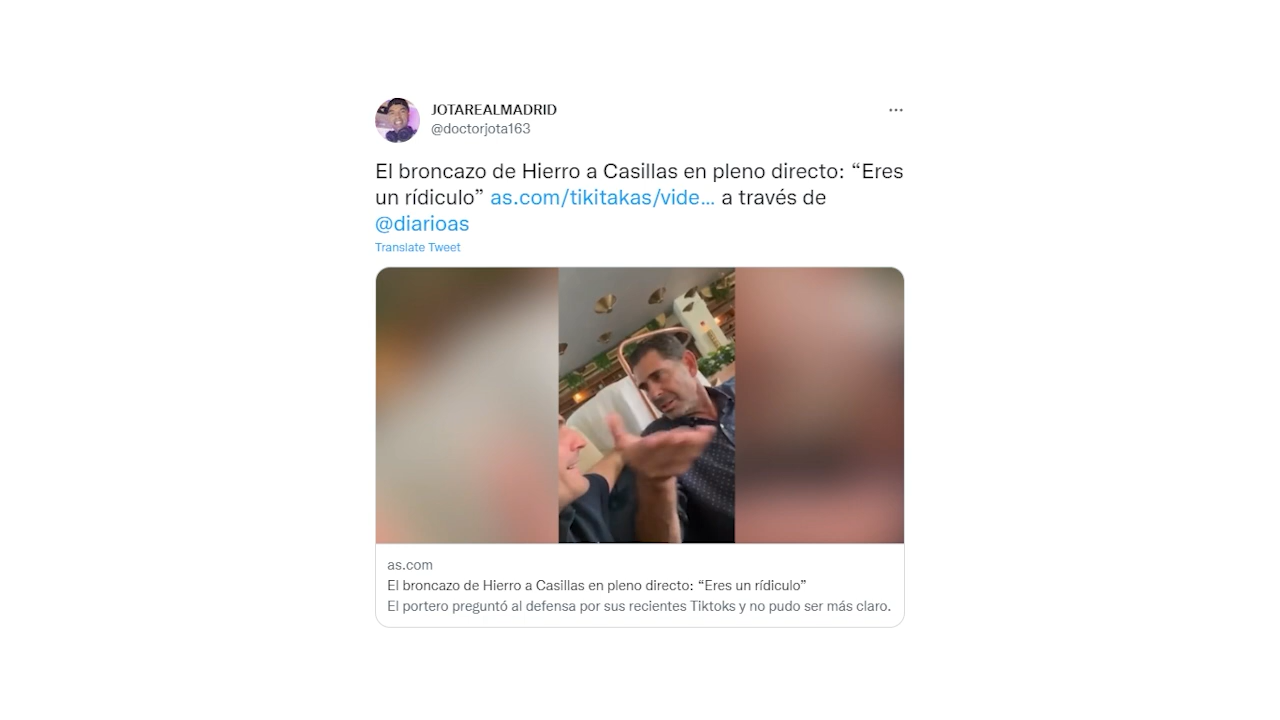 JOTAREALMADRID
@doctorjota163
El broncazo de Hierro a Casillas en pleno directo: “Eres
un rídiculo” as.com/tikitakas/vide… a través de
@diarioas
Translate Tweet
as.com
El broncazo de Hierro a Casillas en pleno directo: “Eres un rídiculo”
El portero preguntó al defensa por sus recientes Tiktoks y no pudo ser más claro.